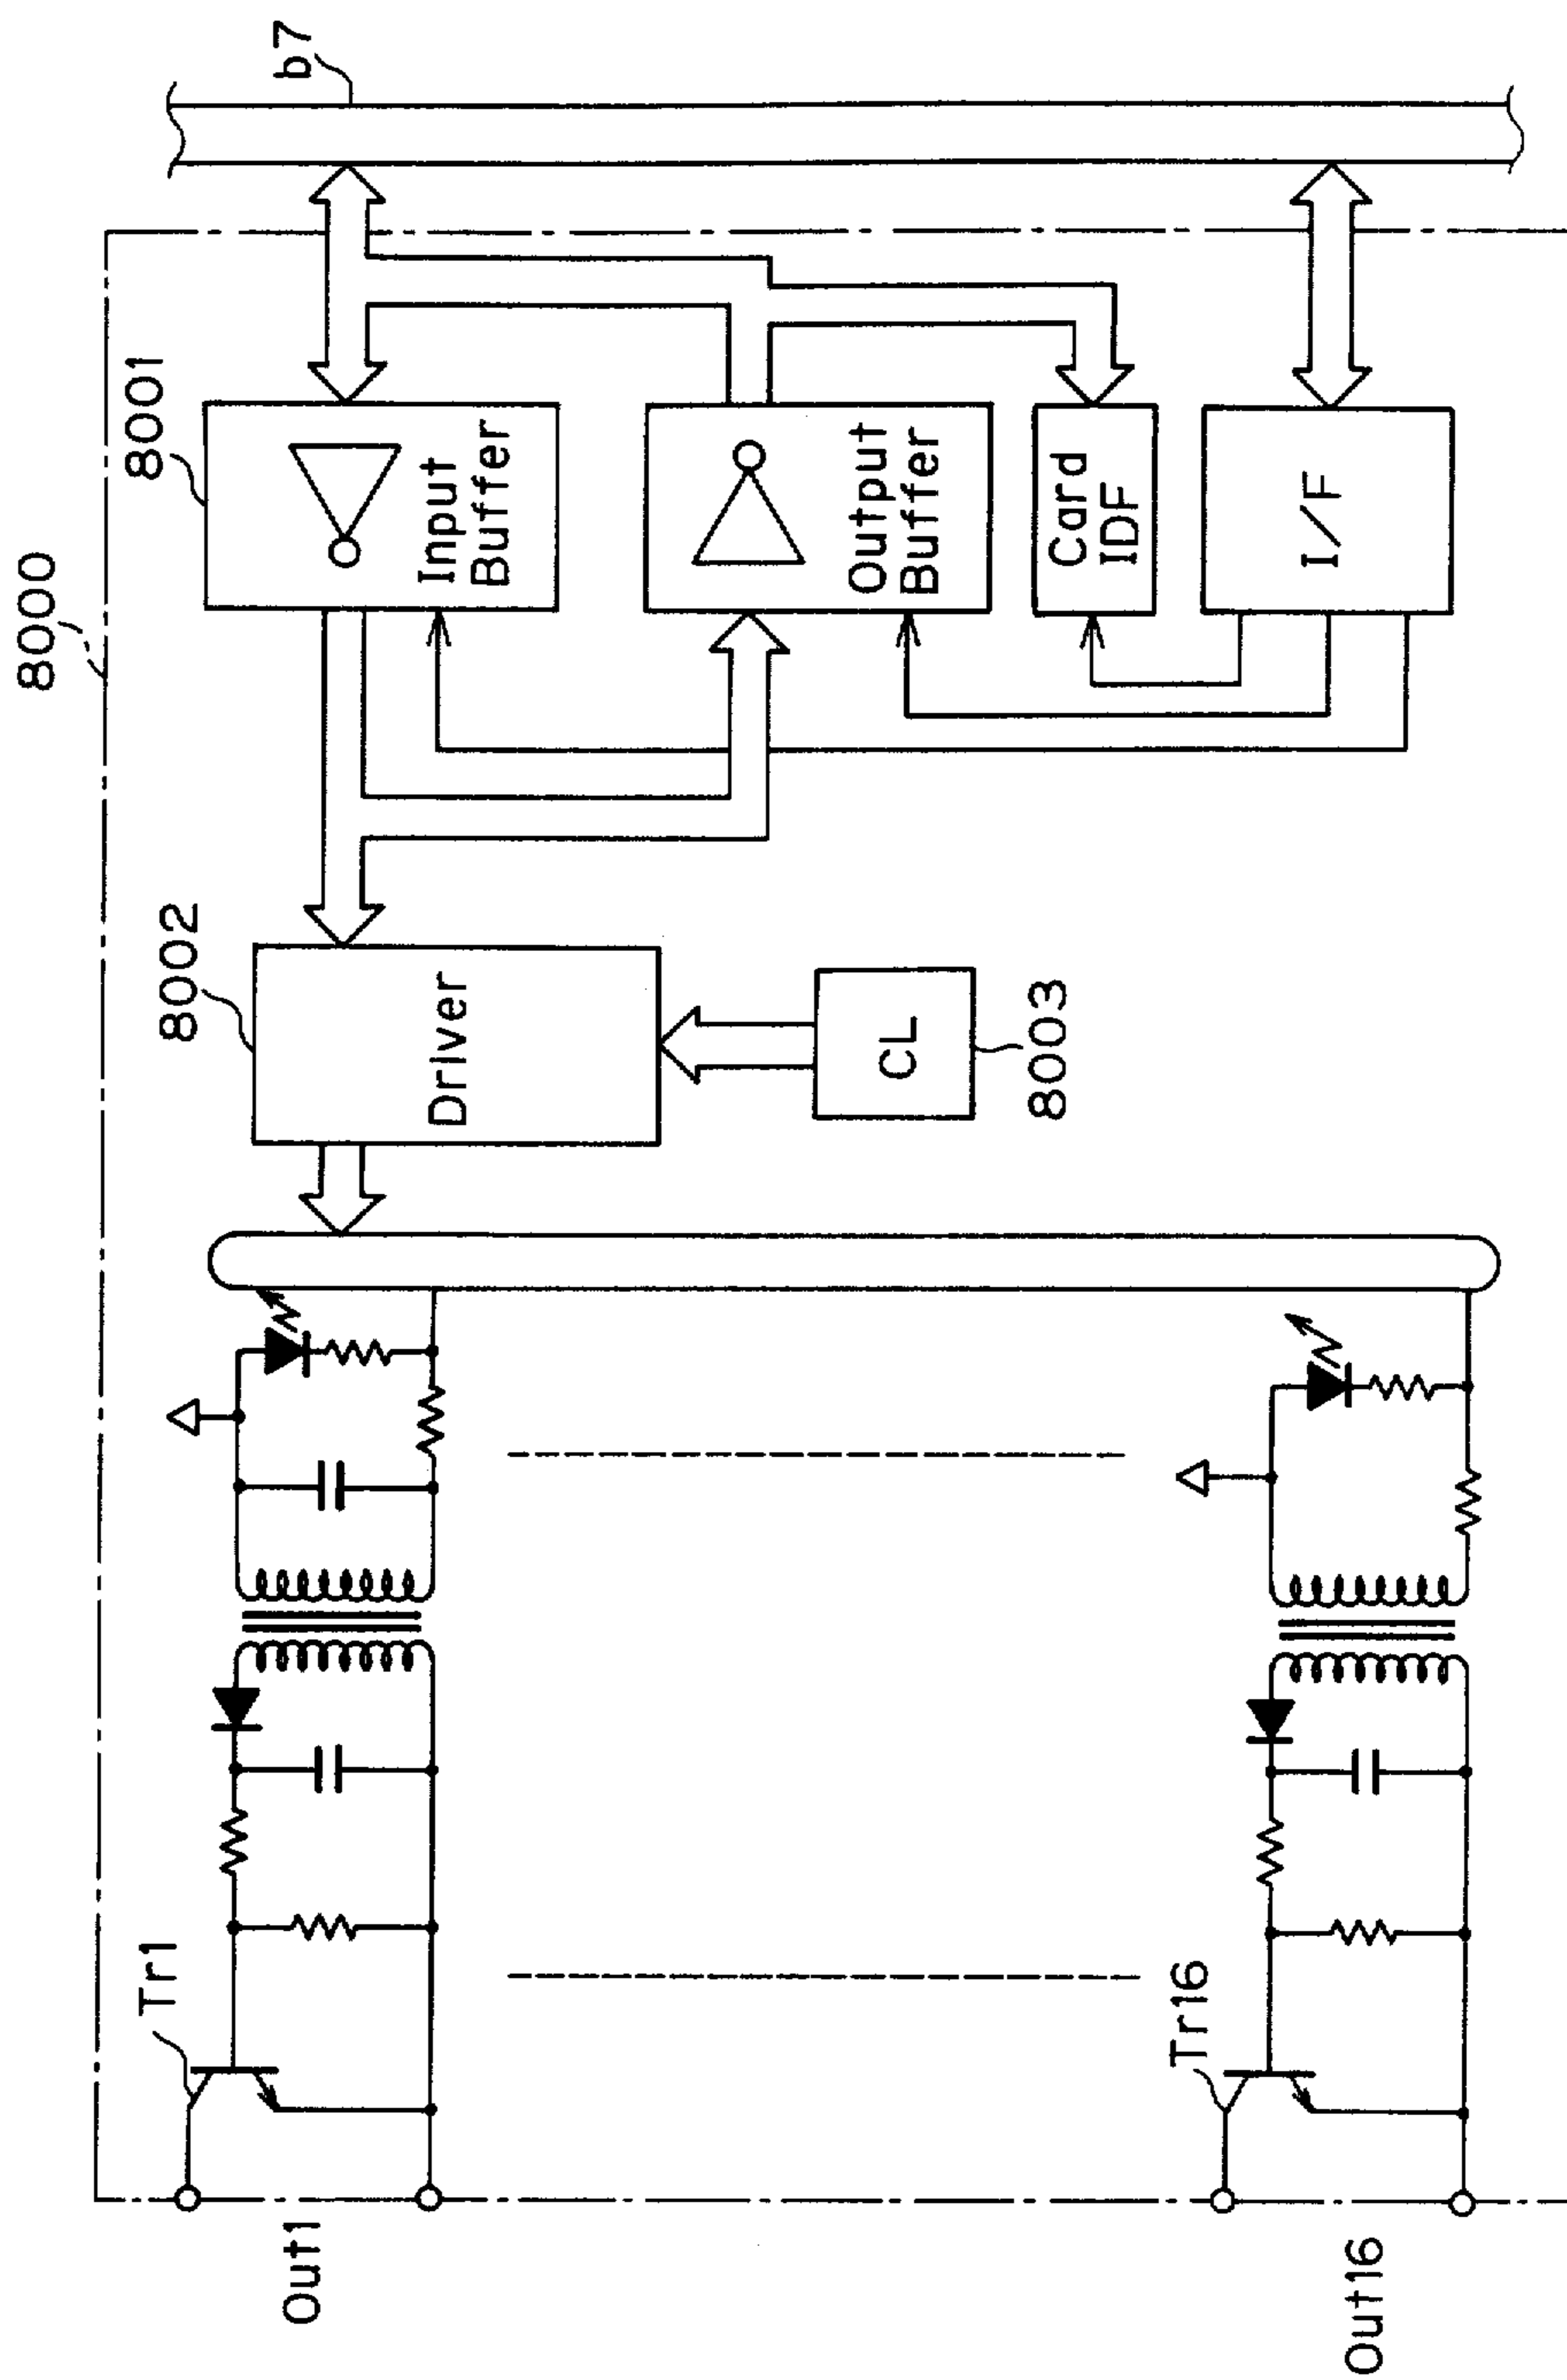 8000
b7
8001
Input
Buffer
Output
Buffer
Card
IDF
I/F
8002
Driver
CL
8003
Tr1
Out1
Tr16
Out16